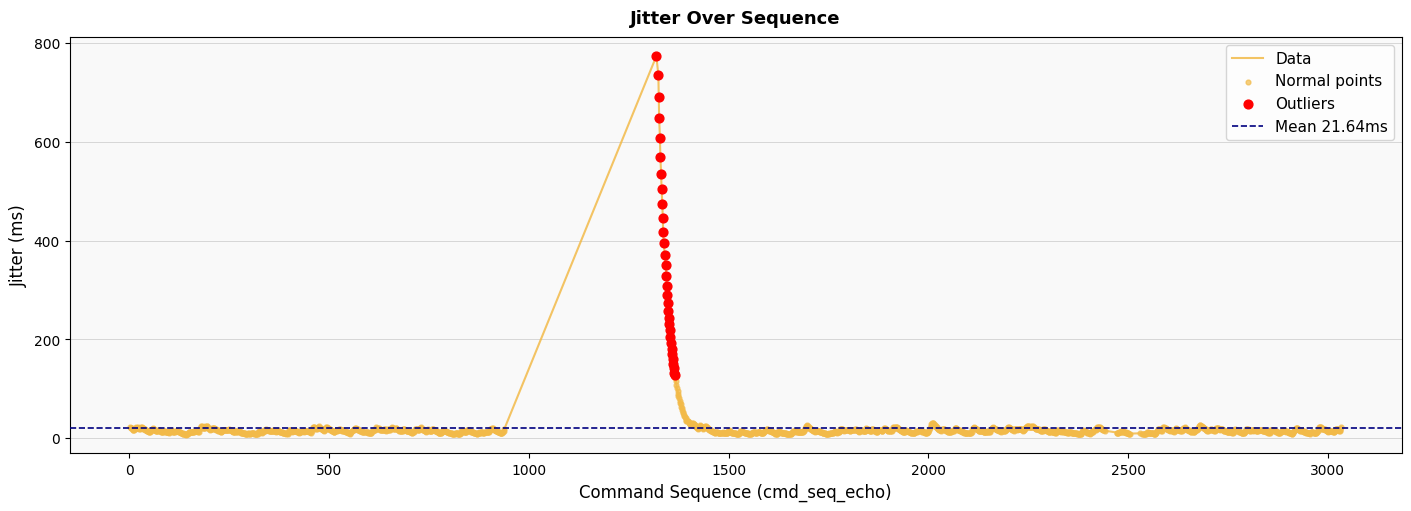 Jitter Over Sequence
Jitter (ms)
800
600
400
200
0
Data
Normal points
Outliers
Mean 21.64ms
0 500 1000 1500 2000 2500 3000
Command Sequence (cmd_seq_echo)